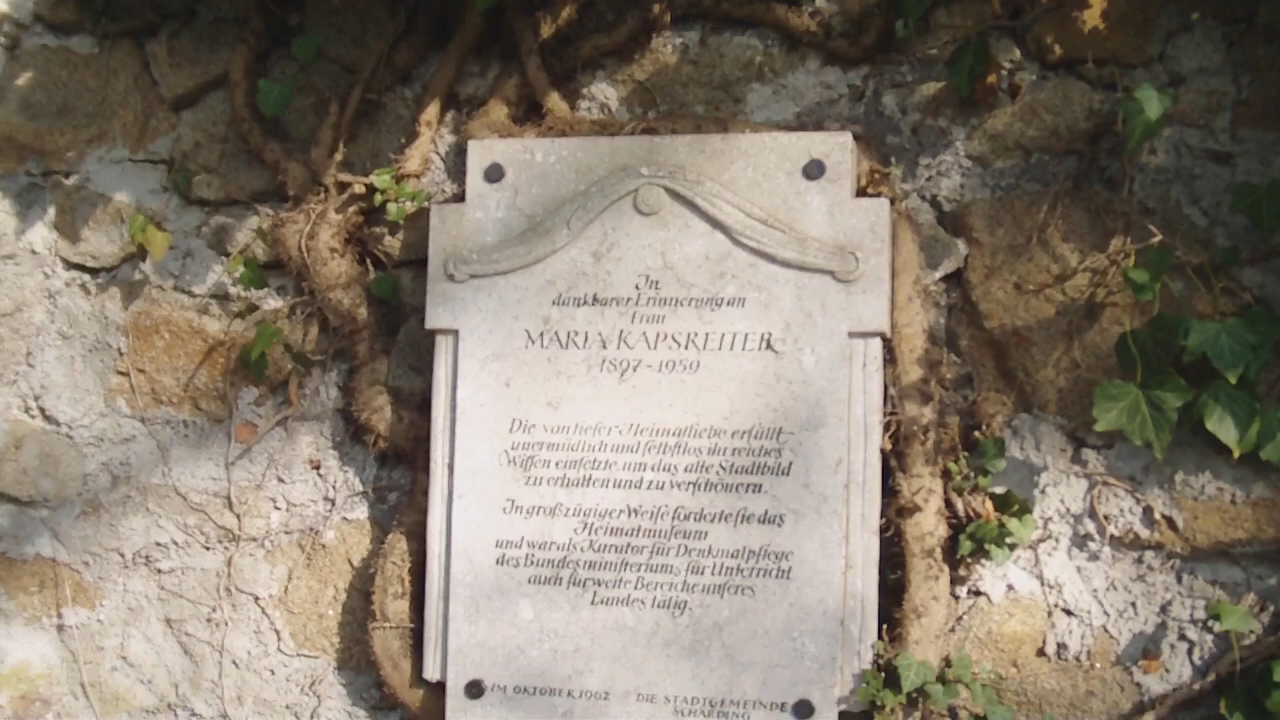 In
dankbarer Erinnerung an
Frau
MARIA KAPSREITER
1897-1959
Die von tiefer Heimatliebe erfüllt
unermüdlich und selbstlos ihr reiches
Wissen einsetzte, um das alte Stadtbild
zu erhalten und zu verschönern.
In großzügiger Weise förderte sie das
Heimatmuseum
und war als Kurator für Denkmalpflege
des Bundesministeriums für Unterricht
auch für weite Bereiche unseres
Landes tätig.
IM OKTOBER 1962 DIE STADTGEMEINDE
SCHÄRDING